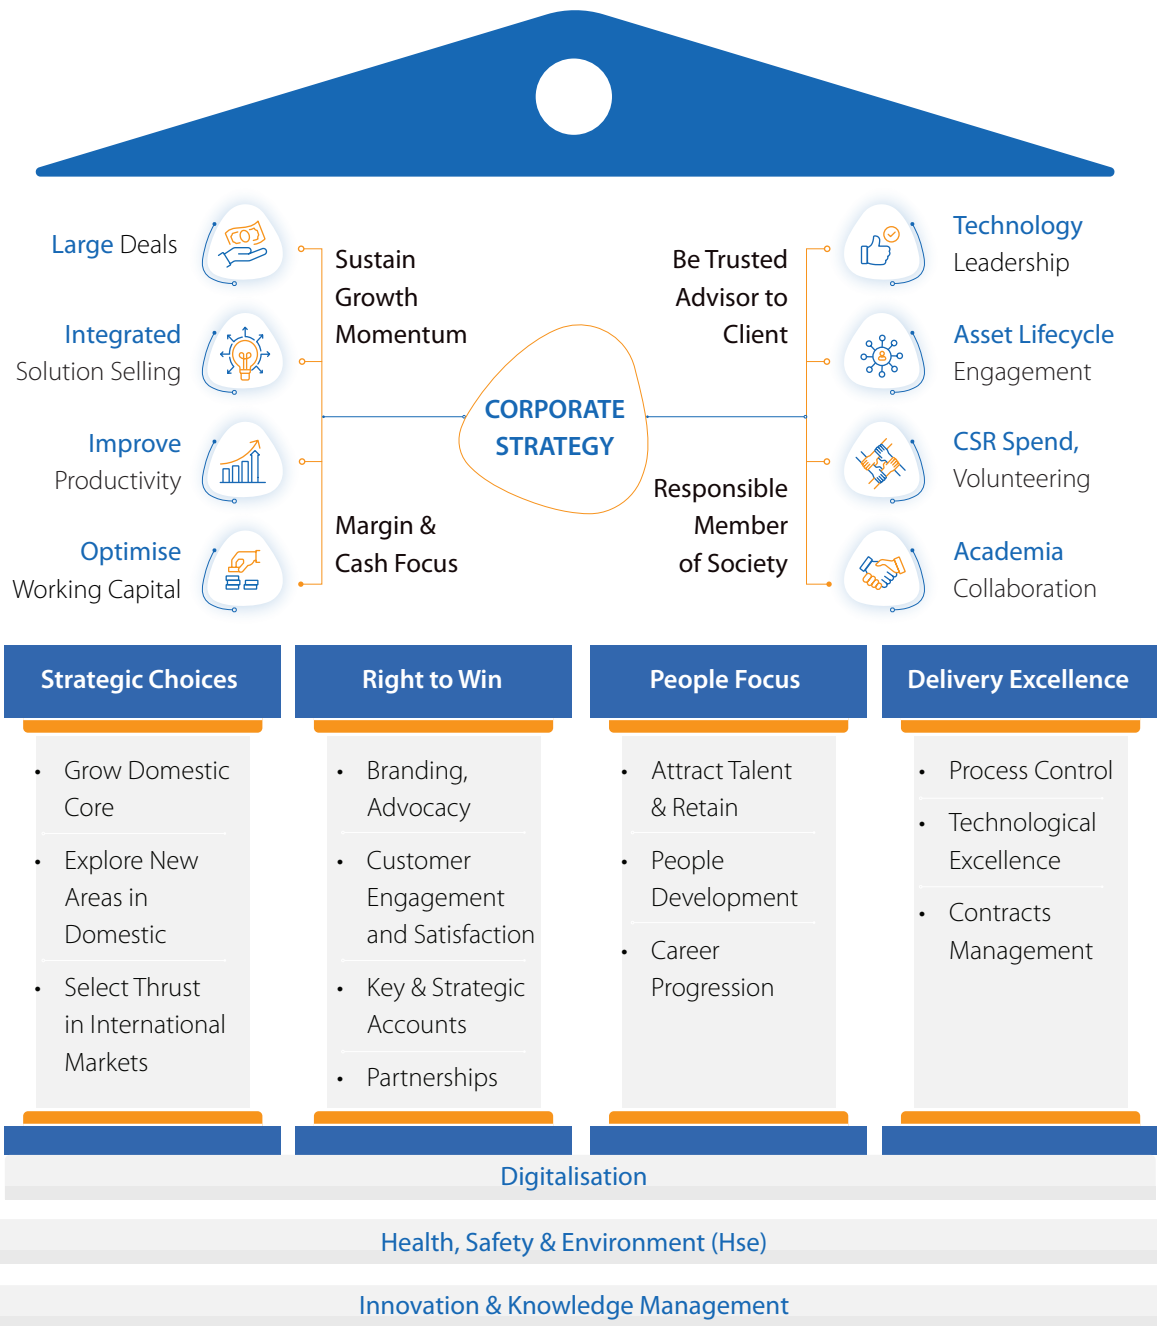 Large Deals
Integrated
Solution Selling
Improve
Productivity
Optimise
Working Capital
Sustain
Growth
Momentum
Margin &
Cash Focus
CORPORATE
STRATEGY
Be Trusted
Advisor to
Client
Responsible
Member
of Society
Technology
Leadership
Asset Lifecycle
Engagement
CSR Spend,
Volunteering
Academia
Collaboration
Strategic Choices
• Grow Domestic
Core
• Explore New
Areas in
Domestic
• Select Thrust
in International
Markets
Right to Win
• Branding,
Advocacy
• Customer
Engagement
and Satisfaction
• Key & Strategic
Accounts
• Partnerships
People Focus
• Attract Talent
& Retain
• People
Development
• Career
Progression
Delivery Excellence
• Process Control
• Technological
Excellence
• Contracts
Management
Digitalisation
Health, Safety & Environment (Hse)
Innovation & Knowledge Management